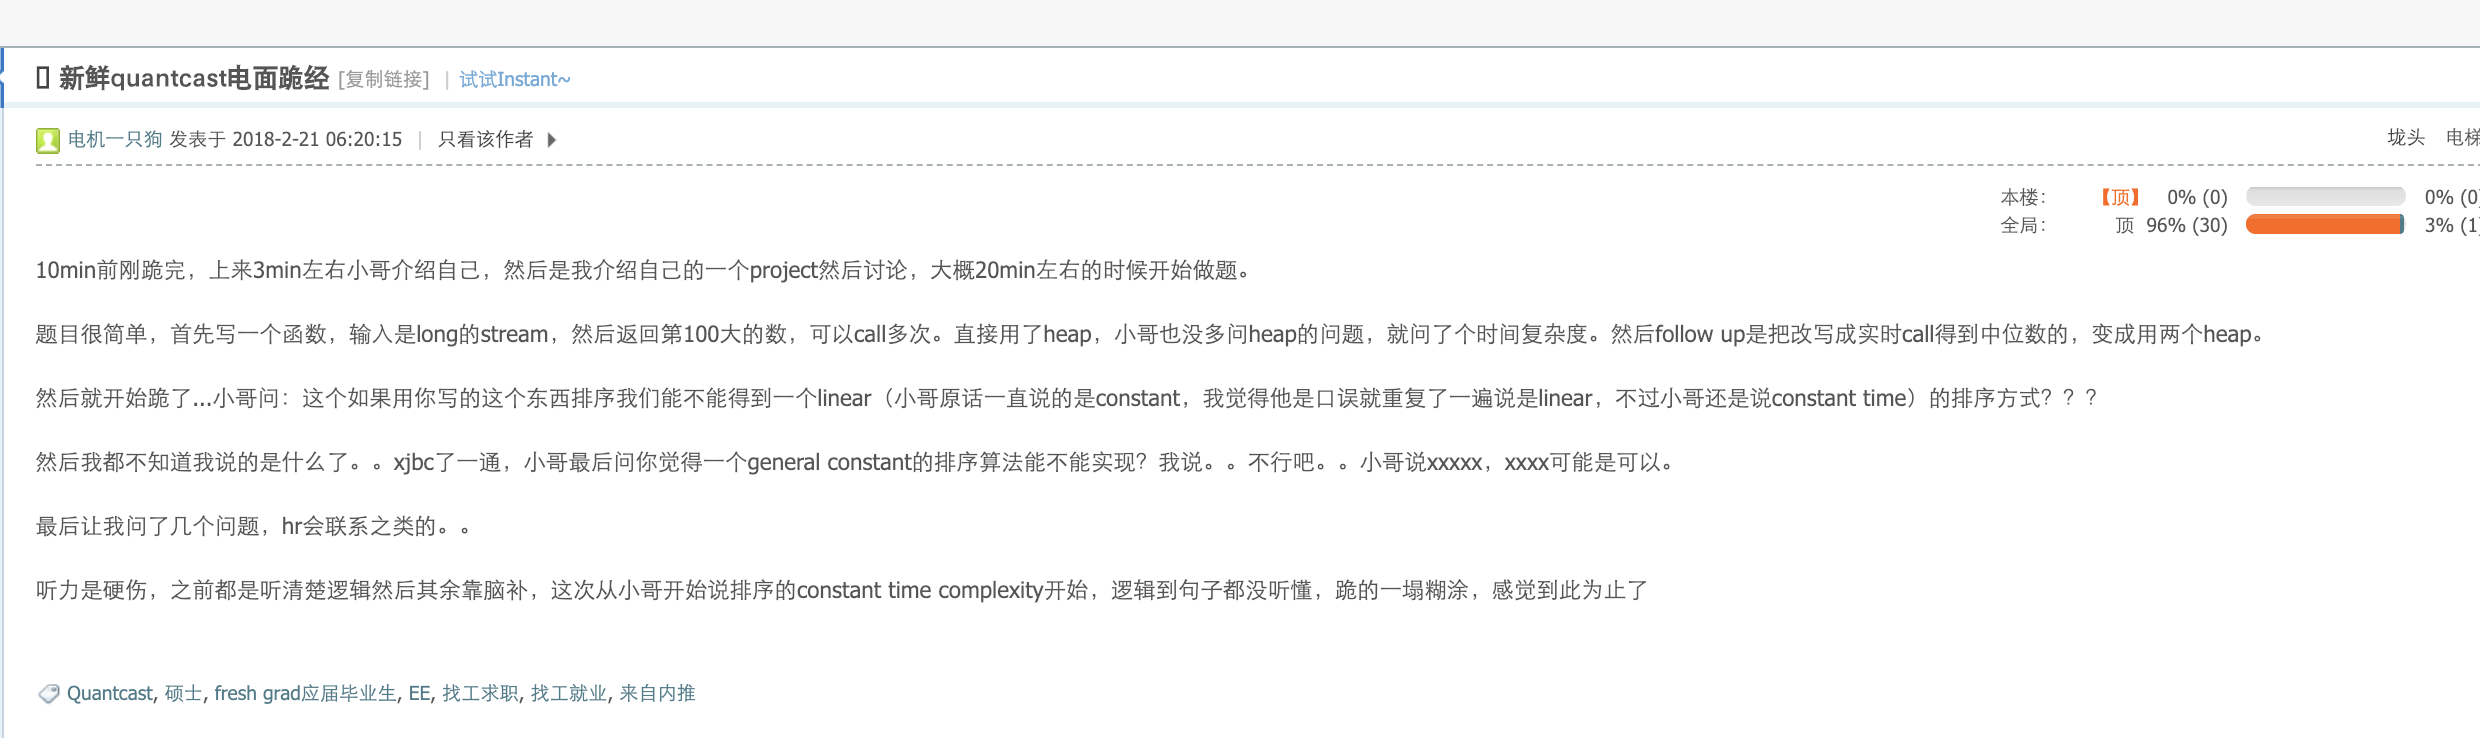 新鲜quantcast电面跪经 [复制链接] | 试试Instant~
电机一只狗 发表于 2018-2-21 06:20:15 | 只看该作者
垅头 电梯
本楼: 【顶】 0% (0) 0% (0)
全局: 顶 96% (30) 3% (1)
10min前刚跪完，上来3min左右小哥介绍自己，然后是我介绍自己的一个project然后讨论，大概20min左右的时候开始做题。
题目很简单，首先写一个函数，输入是long的stream，然后返回第100大的数，可以call多次。直接用了heap，小哥也没多问heap的问题，就问了个时间复杂度。然后follow up是把改写成实时call得到中位数的，变成用两个heap。
然后就开始跪了...小哥问：这个如果用你写的这个东西排序我们能不能得到一个linear（小哥原话一直说的是constant，我觉得他是口误就重复了一遍说是linear，不过小哥还是说constant time）的排序方式？？？
然后我都不知道我说的是什么了。。xjbc了一通，小哥最后问你觉得一个general constant的排序算法能不能实现？我说。。不行吧。。小哥说xxxxx，xxxx可能是可以。
最后让我问了几个问题，hr会联系之类的。。
听力是硬伤，之前都是听清楚逻辑然后其余靠脑补，这次从小哥开始说排序的constant time complexity开始，逻辑到句子都没听懂，跪的一塌糊涂，感觉到此为止了
Quantcast, 硕士, fresh grad应届毕业生, EE, 找工求职, 找工就业, 来自内推